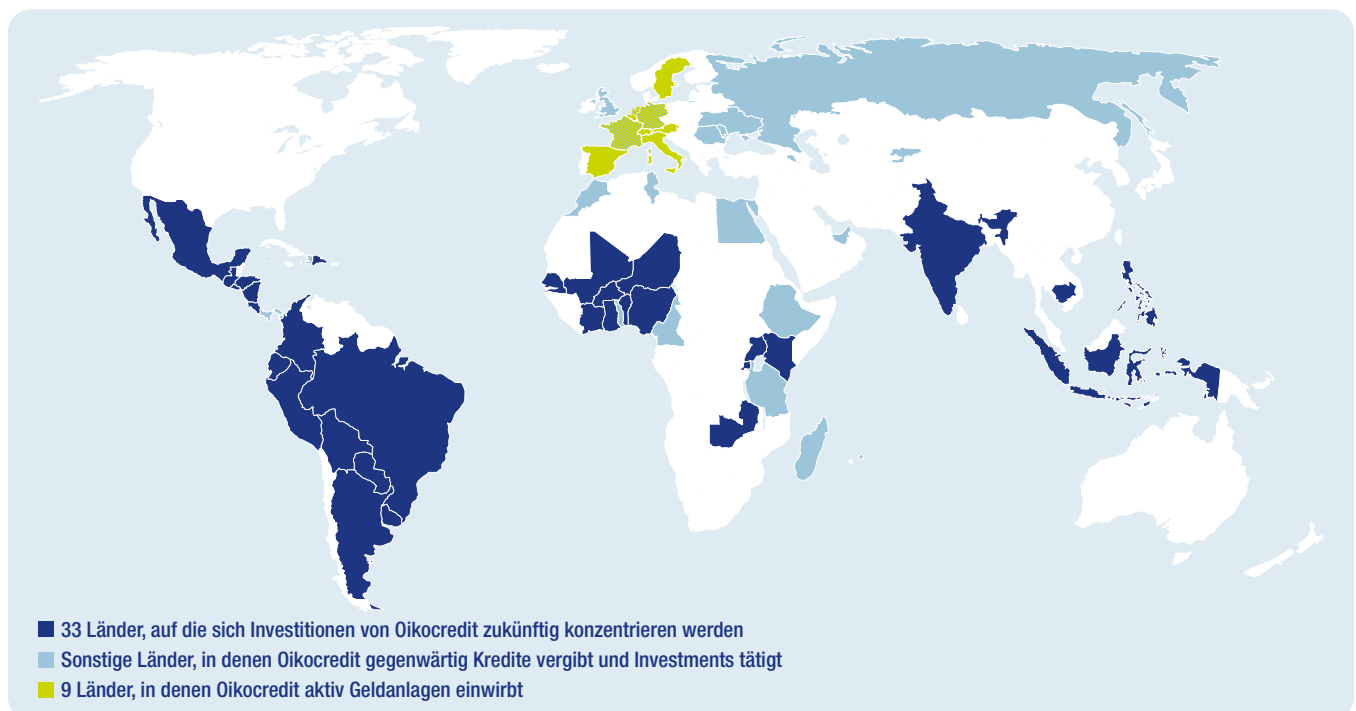 33 Länder, auf die sich Investitionen von Oikocredit zukünftig konzentrieren werden
Sonstige Länder, in denen Oikocredit gegenwärtig Kredite vergibt und Investments tätigt
9 Länder, in denen Oikocredit aktiv Geldanlagen einwirbt